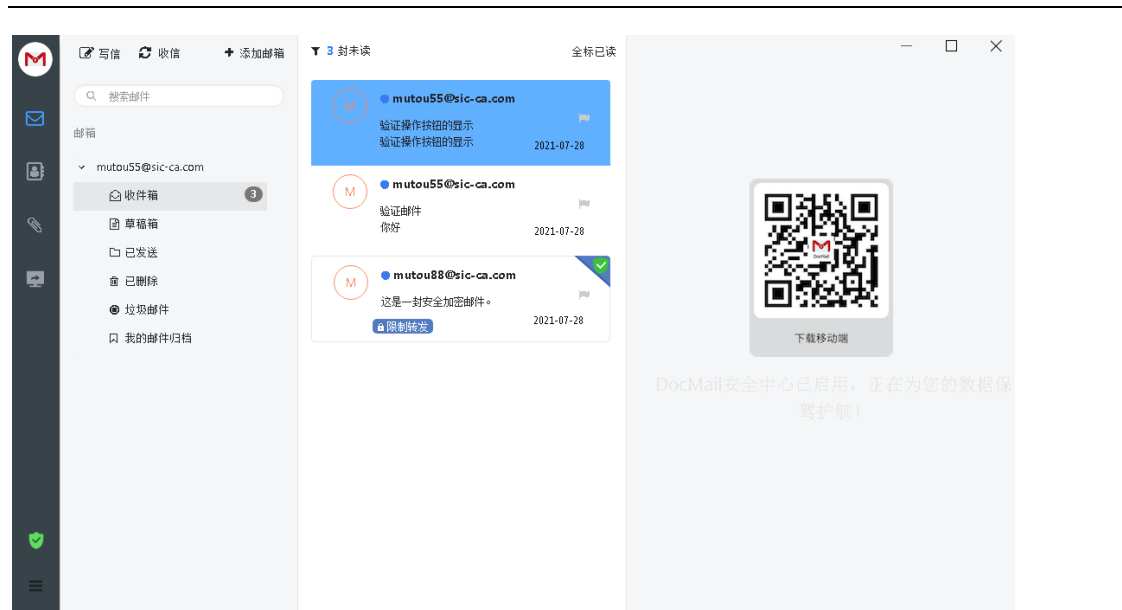 写信 收信 添加邮箱
搜索邮件
邮箱
mutou55@sic-ca.com
收件箱 3
草稿箱
已发送
已删除
垃圾邮件
我的邮件归档
3 封未读 全标已读
M mutou55@sic-ca.com
验证操作按钮的显示
验证操作按钮的显示
2021-07-28
M mutou55@sic-ca.com
验证邮件
你好
2021-07-28
M mutou88@sic-ca.com
这是一封安全加密邮件。
限制转发
2021-07-28
DocMail
下载移动端
DocMail安全中心已启用，正在为您的数据保
驾护航！